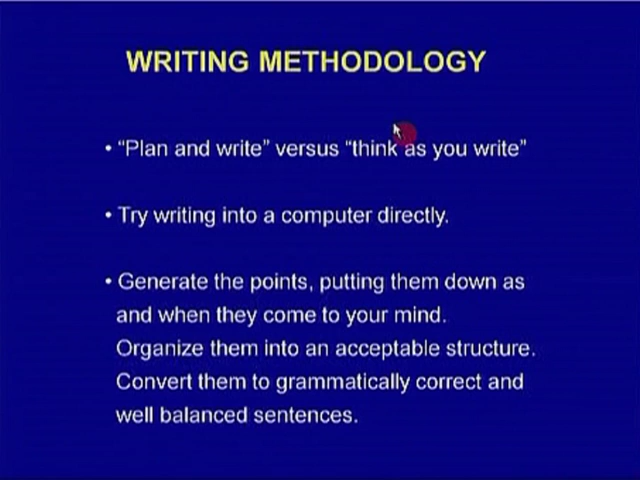 WRITING METHODOLOGY
• “Plan and write” versus “think as you write”
• Try writing into a computer directly.
• Generate the points, putting them down as
and when they come to your mind.
Organize them into an acceptable structure.
Convert them to grammatically correct and
well balanced sentences.